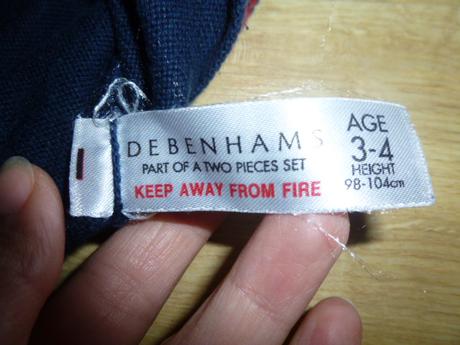 DEBENHAMS
PART OF A TWO PIECES SET
KEEP AWAY FROM FIRE
AGE
3-4
HEIGHT
98-104cm